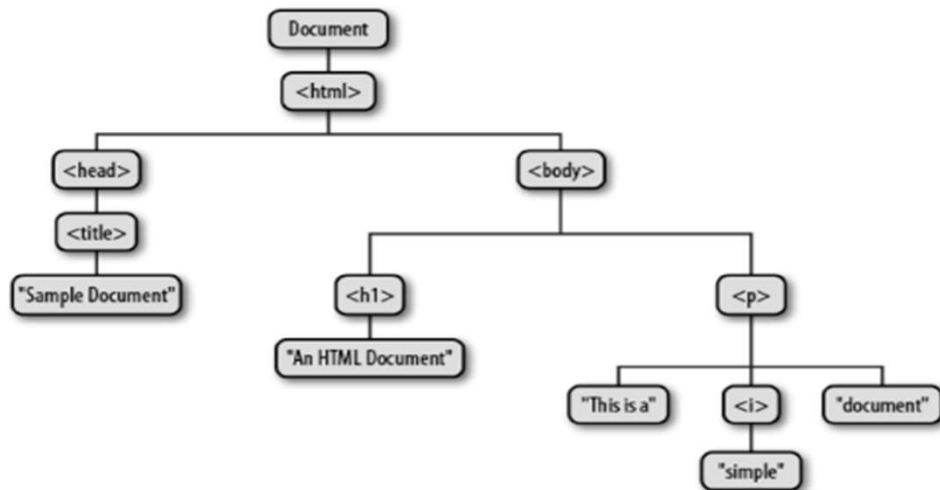 Document
<html>
<head>
<body>
<title>
"Sample Document"
<h1>
<p>
"An HTML Document"
"This is a"
<i>
"document"
"simple"